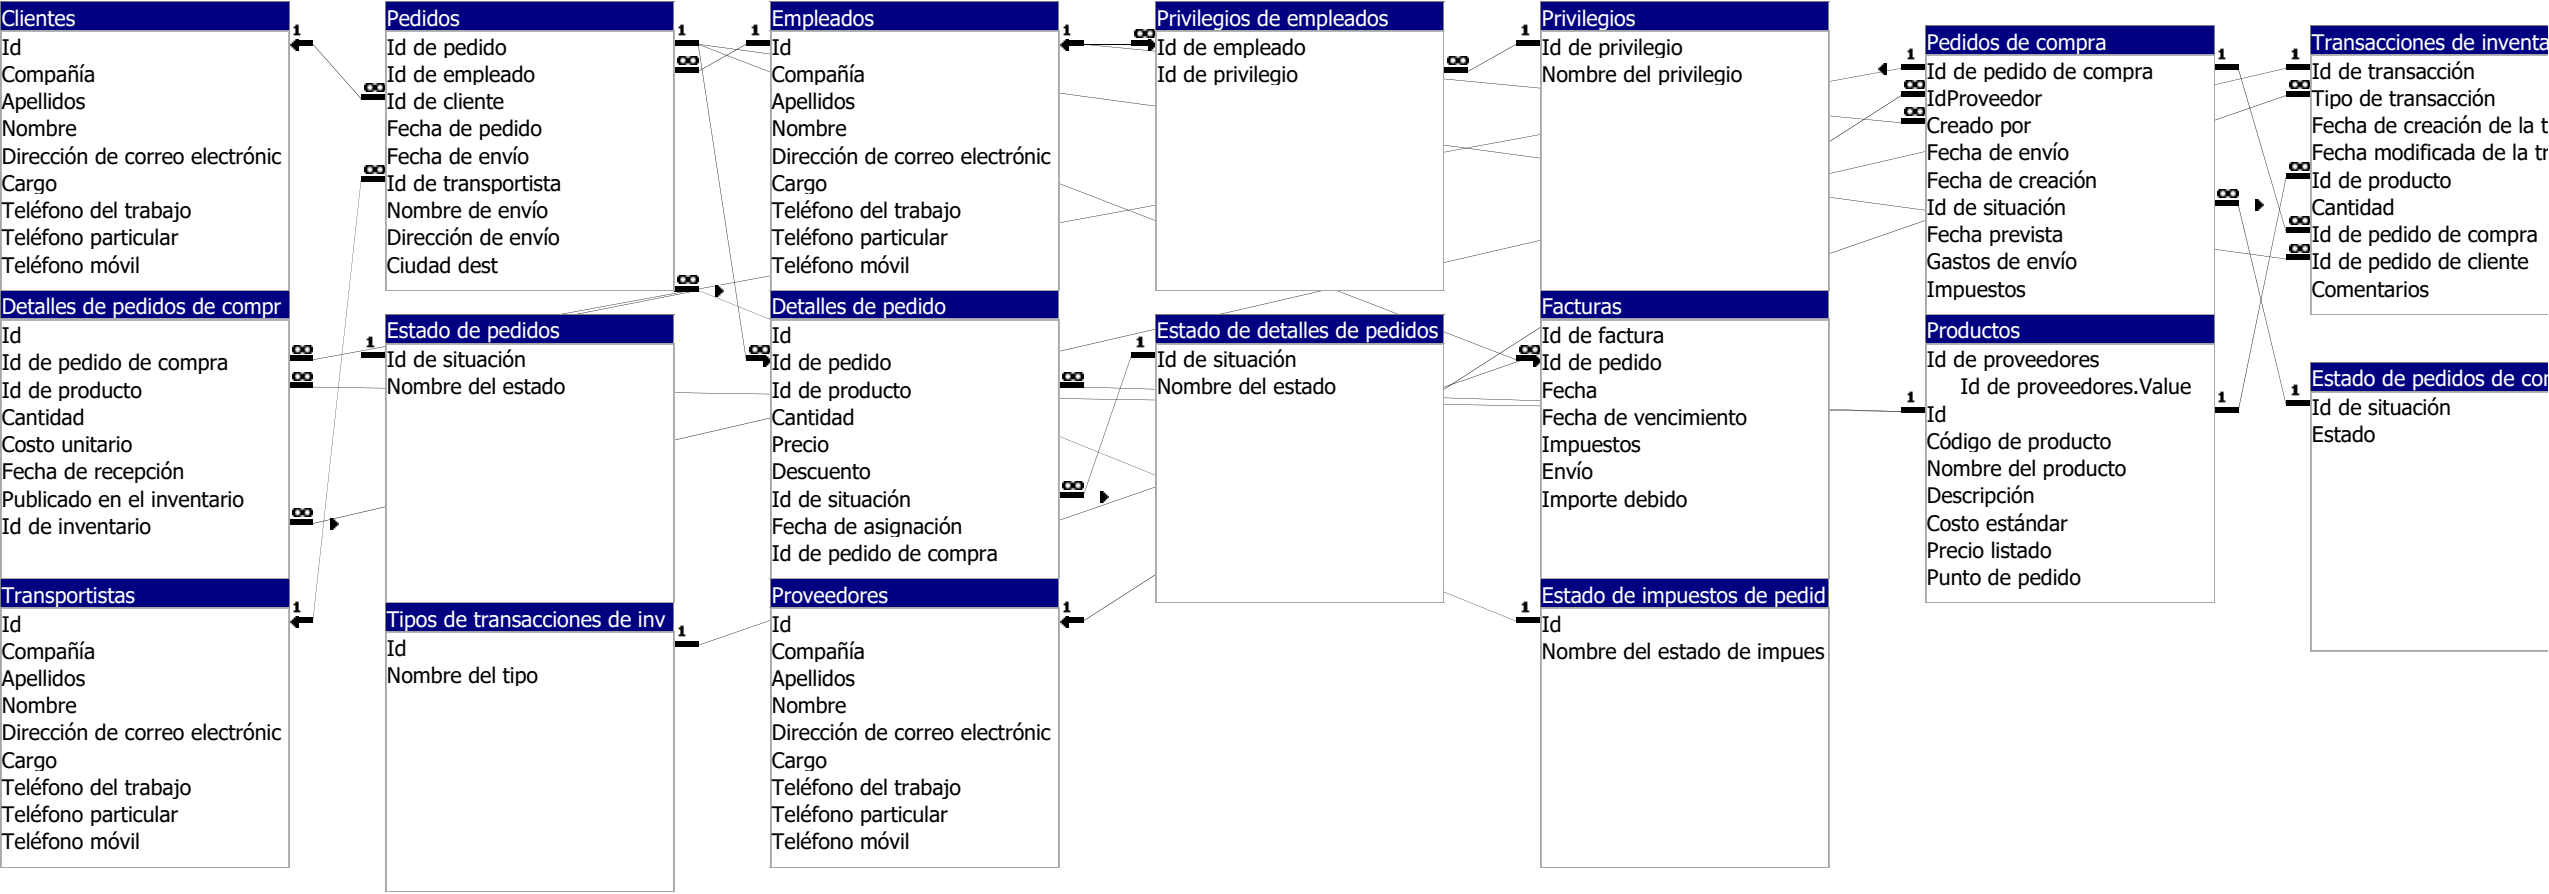 Clientes
Id
Compañía
Apellidos
Nombre
Dirección de correo electrónic
Cargo
Teléfono del trabajo
Teléfono particular
Teléfono móvil
Pedidos
Id de pedido
Id de empleado
Id de cliente
Fecha de pedido
Fecha de envío
Id de transportista
Nombre de envío
Dirección de envío
Ciudad dest
Empleados
Id
Compañía
Apellidos
Nombre
Dirección de correo electrónic
Cargo
Teléfono del trabajo
Teléfono particular
Teléfono móvil
Privilegios de empleados
Id de empleado
Id de privilegio
Privilegios
Id de privilegio
Nombre del privilegio
Pedidos de compra
Id de pedido de compra
IdProveedor
Creado por
Fecha de envío
Fecha de creación
Id de situación
Fecha prevista
Gastos de envío
Impuestos
Transacciones de inventa
Id de transacción
Tipo de transacción
Fecha de creación de la t
Fecha modificada de la tr
Id de producto
Cantidad
Id de pedido de compra
Id de pedido de cliente
Comentarios
Detalles de pedidos de compr
Id
Id de pedido de compra
Id de producto
Cantidad
Costo unitario
Fecha de recepción
Publicado en el inventario
Id de inventario
Estado de pedidos
Id de situación
Nombre del estado
Detalles de pedido
Id
Id de pedido
Id de producto
Cantidad
Precio
Descuento
Id de situación
Fecha de asignación
Id de pedido de compra
Estado de detalles de pedidos
Id de situación
Nombre del estado
Facturas
Id de factura
Id de pedido
Fecha
Fecha de vencimiento
Impuestos
Envío
Importe debido
Productos
Id de proveedores
Id de proveedores.Value
Id
Código de producto
Nombre del producto
Descripción
Costo estándar
Precio listado
Punto de pedido
Estado de pedidos de cor
Id de situación
Estado
Transportistas
Id
Compañía
Apellidos
Nombre
Dirección de correo electrónic
Cargo
Teléfono del trabajo
Teléfono particular
Teléfono móvil
Tipos de transacciones de inv
Id
Nombre del tipo
Proveedores
Id
Compañía
Apellidos
Nombre
Dirección de correo electrónic
Cargo
Teléfono del trabajo
Teléfono particular
Teléfono móvil
Estado de impuestos de pedid
Id
Nombre del estado de impues